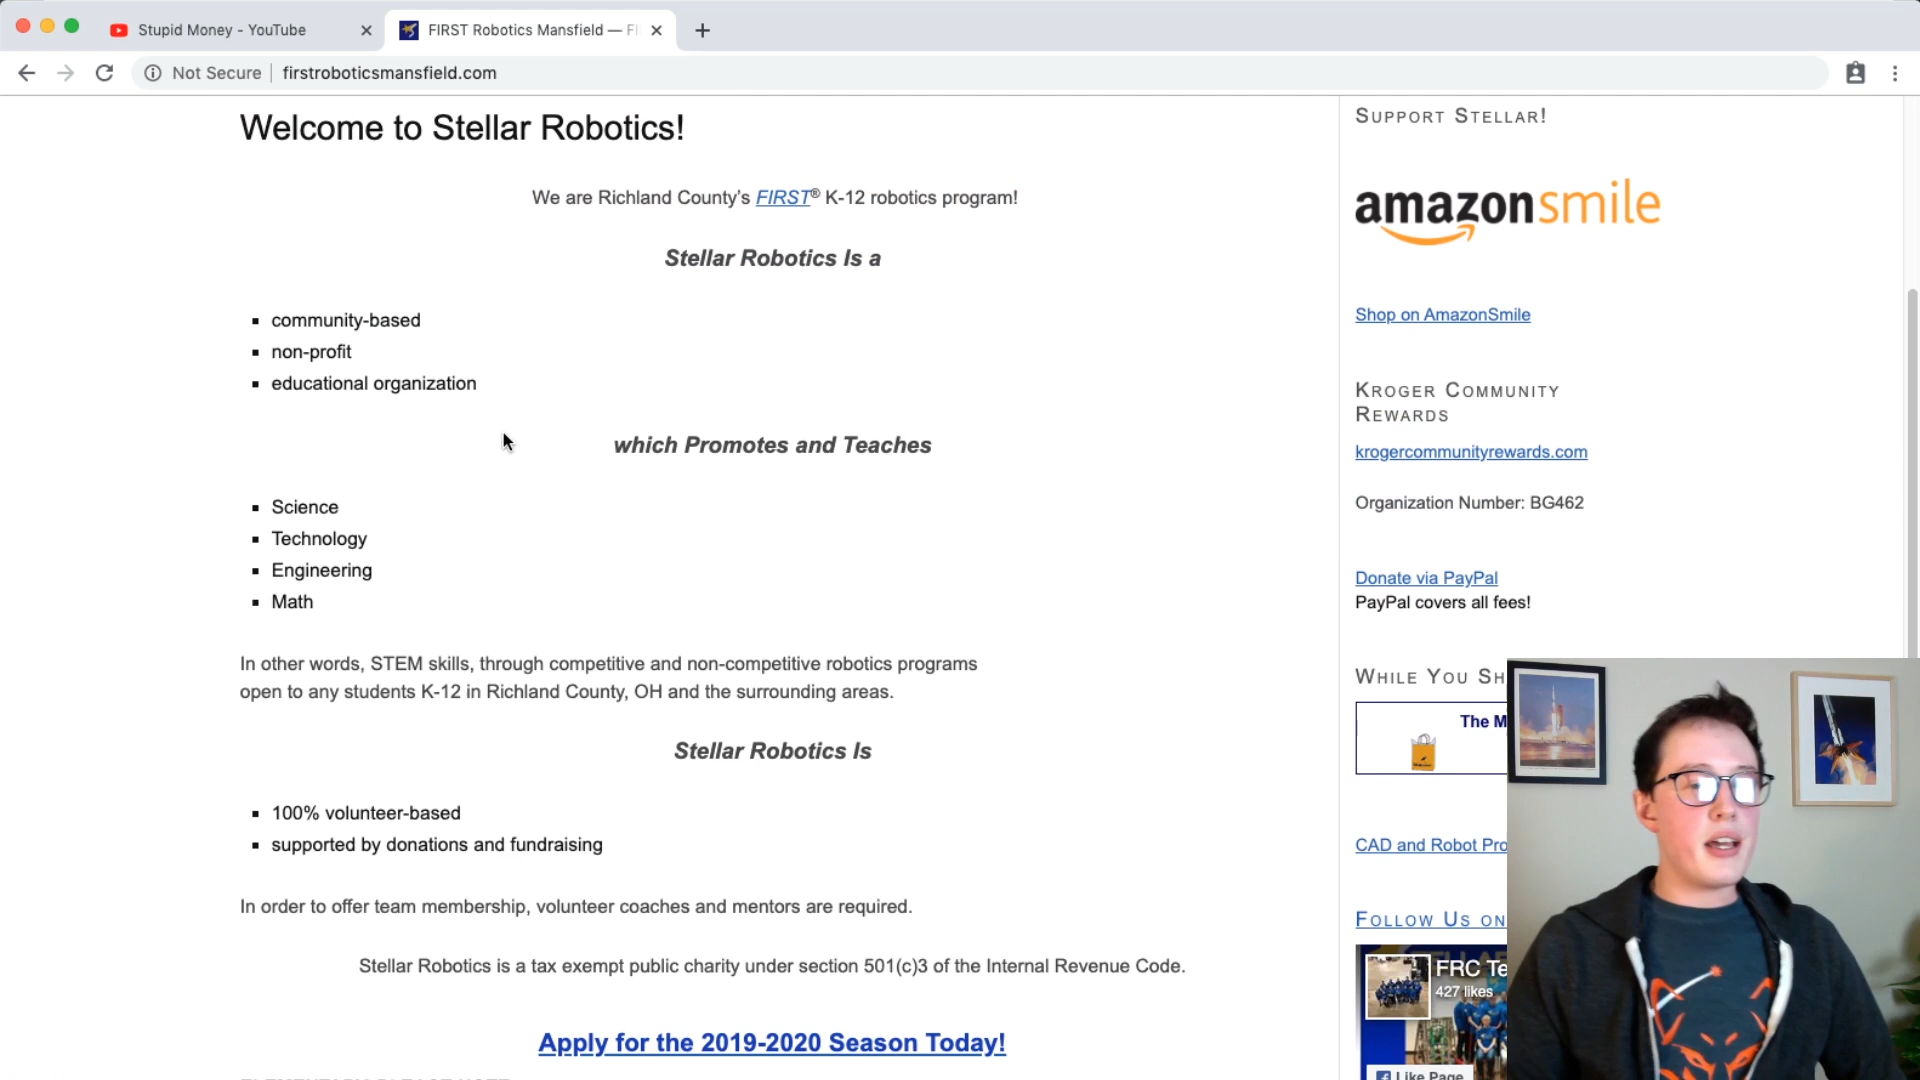 Stupid Money - YouTube
FIRST Robotics Mansfield — FI
Not Secure
firstroboticsmansfield.com
Welcome to Stellar Robotics!
We are Richland County's FIRST® K-12 robotics program!
Stellar Robotics Is a
community-based
non-profit
educational organization
which Promotes and Teaches
Science
Technology
Engineering
Math
In other words, STEM skills, through competitive and non-competitive robotics programs
open to any students K-12 in Richland County, OH and the surrounding areas.
Stellar Robotics Is
100% volunteer-based
supported by donations and fundraising
In order to offer team membership, volunteer coaches and mentors are required.
Stellar Robotics is a tax exempt public charity under section 501(c)3 of the Internal Revenue Code.
Apply for the 2019-2020 Season Today!
SUPPORT STELLAR!
amazonsmile
Shop on AmazonSmile
KROGER COMMUNITY
REWARDS
krogercommunityrewards.com
Organization Number: BG462
Donate via PayPal
PayPal covers all fees!
WHILE YOU SH
The M
CAD and Robot Pro
FOLLOW US ON
FRC Te
427 likes
Like Page